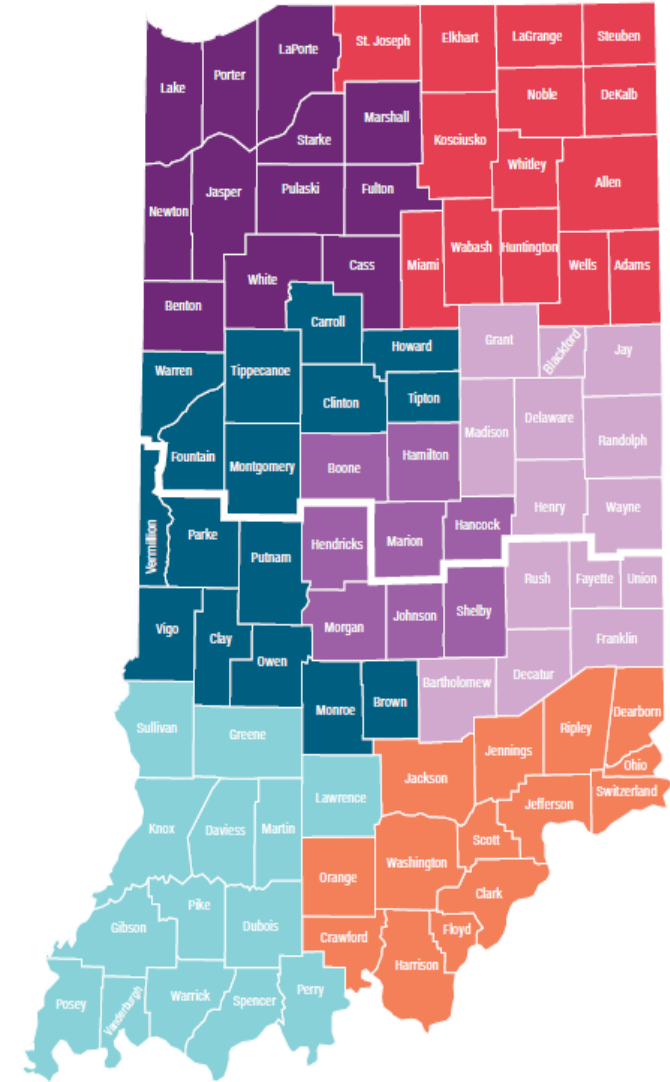 St. Joseph
Elkhart
LaGrange
Steuben
LaPorte
Porter
Lake
Noble
DeKalb
Marshall
Starke
Kosciusko
Whitley
Allen
Jasper
Pulaski
Fulton
Newton
Wabash
Huntington
Miami
Wells
Adams
Cass
White
Benton
Carroll
Howard
Grant
Blackford
Jay
Warren
Tippecanoe
Clinton
Tipton
Delaware
Madison
Randolph
Fountain
Montgomery
Boone
Hamilton
Henry
Wayne
Vermillion
Parke
Putnam
Hendricks
Marion
Hancock
Rush
Fayette
Union
Vigo
Clay
Owen
Morgan
Johnson
Shelby
Franklin
Monroe
Brown
Bartholomew
Decatur
Sullivan
Greene
Dearborn
Ripley
Jennings
Ohio
Jackson
Switzerland
Lawrence
Jefferson
Knox
Daviess
Martin
Scott
Washington
Orange
Clark
Pike
Gibson
Dubois
Crawford
Floyd
Harrison
Posey
Vanderburgh
Warrick
Spencer
Perry